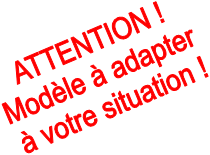 ATTENTION !
Modèle à adapter
à votre situation !